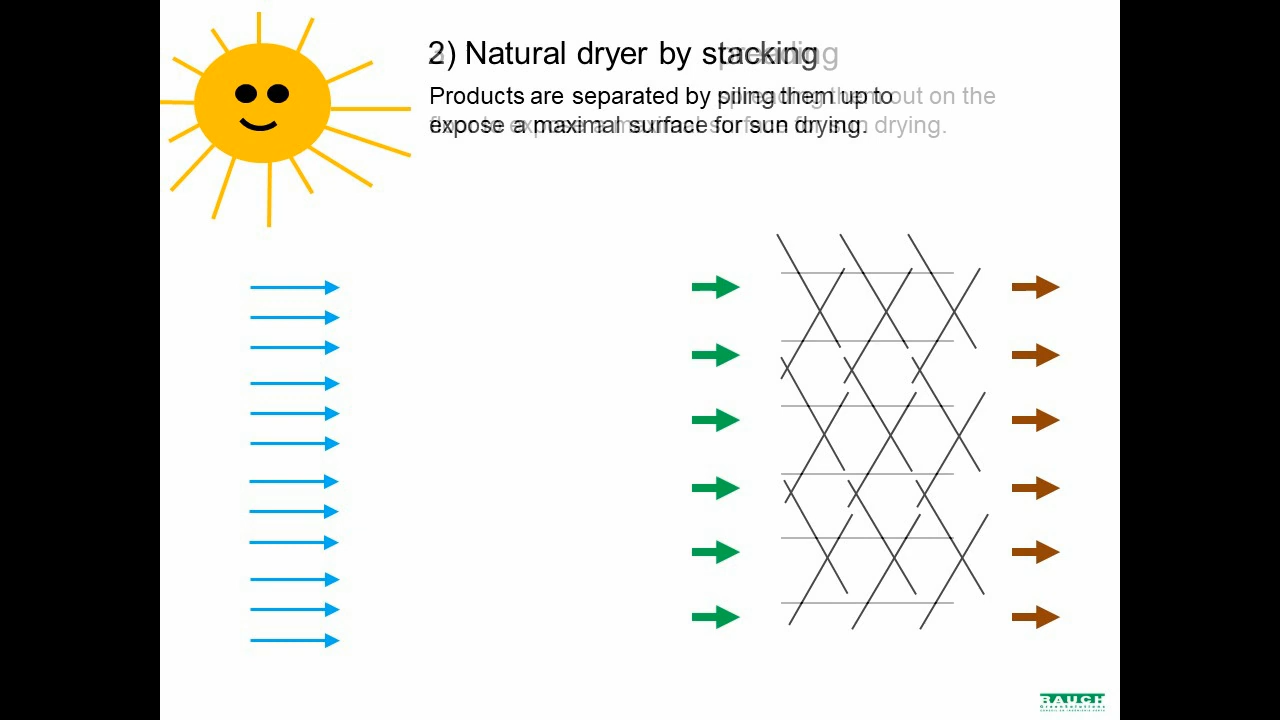 2) Natural dryer by stacking
Products are separated by piling them up to
expose a maximal surface for sun drying.
RAUCH